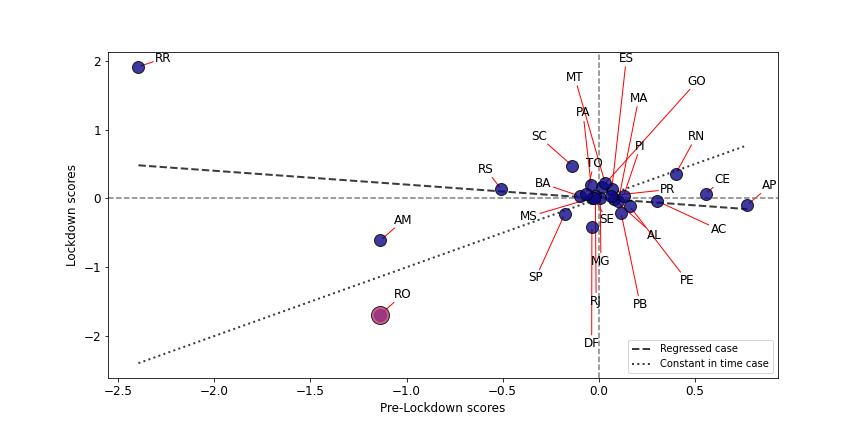 RR
ES
MT
GO
MA
PA
SC
PI
RN
TO
RS
BA
PR
CE
AP
MS
SE
AM
AL
AC
MG
SP
PE
RO
RJ
PB
DF
2
1
0
−1
−2
Lockdown scores
−2.5
−2.0
−1.5
−1.0
−0.5
0.0
0.5
Pre-Lockdown scores
Regressed case
Constant in time case